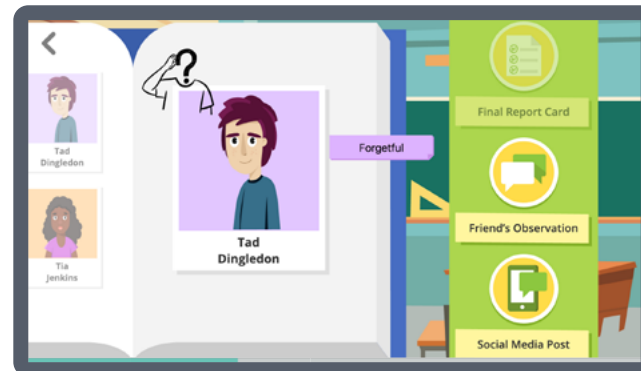 Tad
Dingledon
Tia
Jenkins
?
Forgetful
Tad
Dingledon
Final Report Card
Friend's Observation
Social Media Post